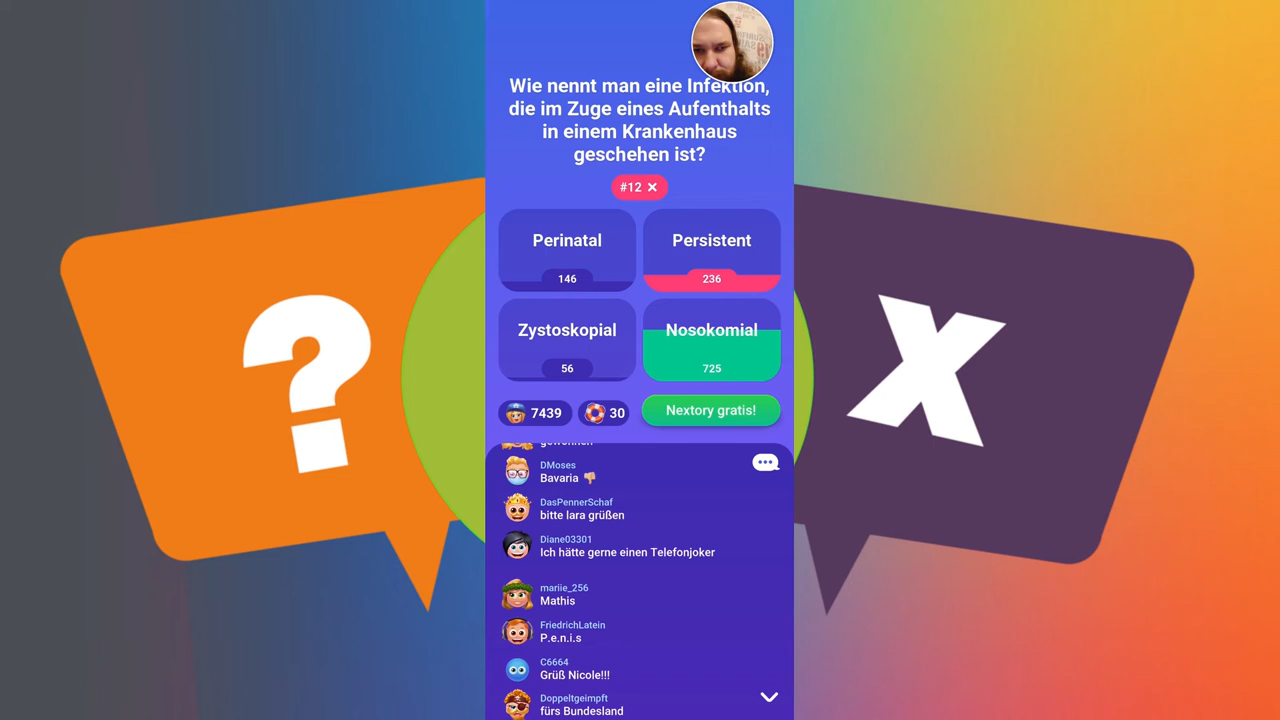 Wie nennt man eine Infektion,
die im Zuge eines Aufenthalts
in einem Krankenhaus
geschehen ist?
#12 ×
Perinatal
146
Persistent
236
Zystoskopial
56
Nosokomial
725
7439
30
Nextory gratis!
gewonnen
DMoses
Bavaria 👎🏼
DasPennerSchaf
bitte lara grüßen
Diane03301
Ich hätte gerne einen Telefonjoker
mariie_256
Mathis
FriedrichLatein
P.e.n.i.s
C6664
Grüß Nicole!!!
Doppeltgeimpft
fürs Bundesland
?
X